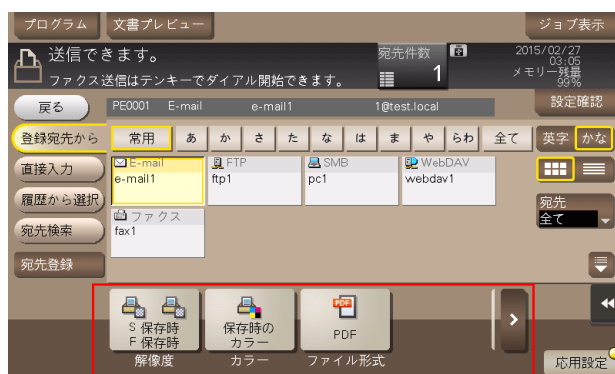 プログラム
文書プレビュー
ジョブ表示
送信できます。
ファクス送信はテンキーでダイアル開始できます。
宛先件数
1
2015/02/27
03:05
メモリー残量
99%
戻る
PE0001 E-mail e-mail1 1@test.local
設定確認
登録宛先から
常用 あ か さ た な は ま や らわ 全て
英字 かな
直接入力
E-mail
e-mail1
FTP
ftp1
SMB
pc1
WebDAV
webdav1
履歴から選択
ファクス
fax1
宛先
全て
宛先検索
宛先登録
S 保存時
F 保存時
解像度
保存時の
カラー
カラー
PDF
PDF
ファイル形式
応用設定